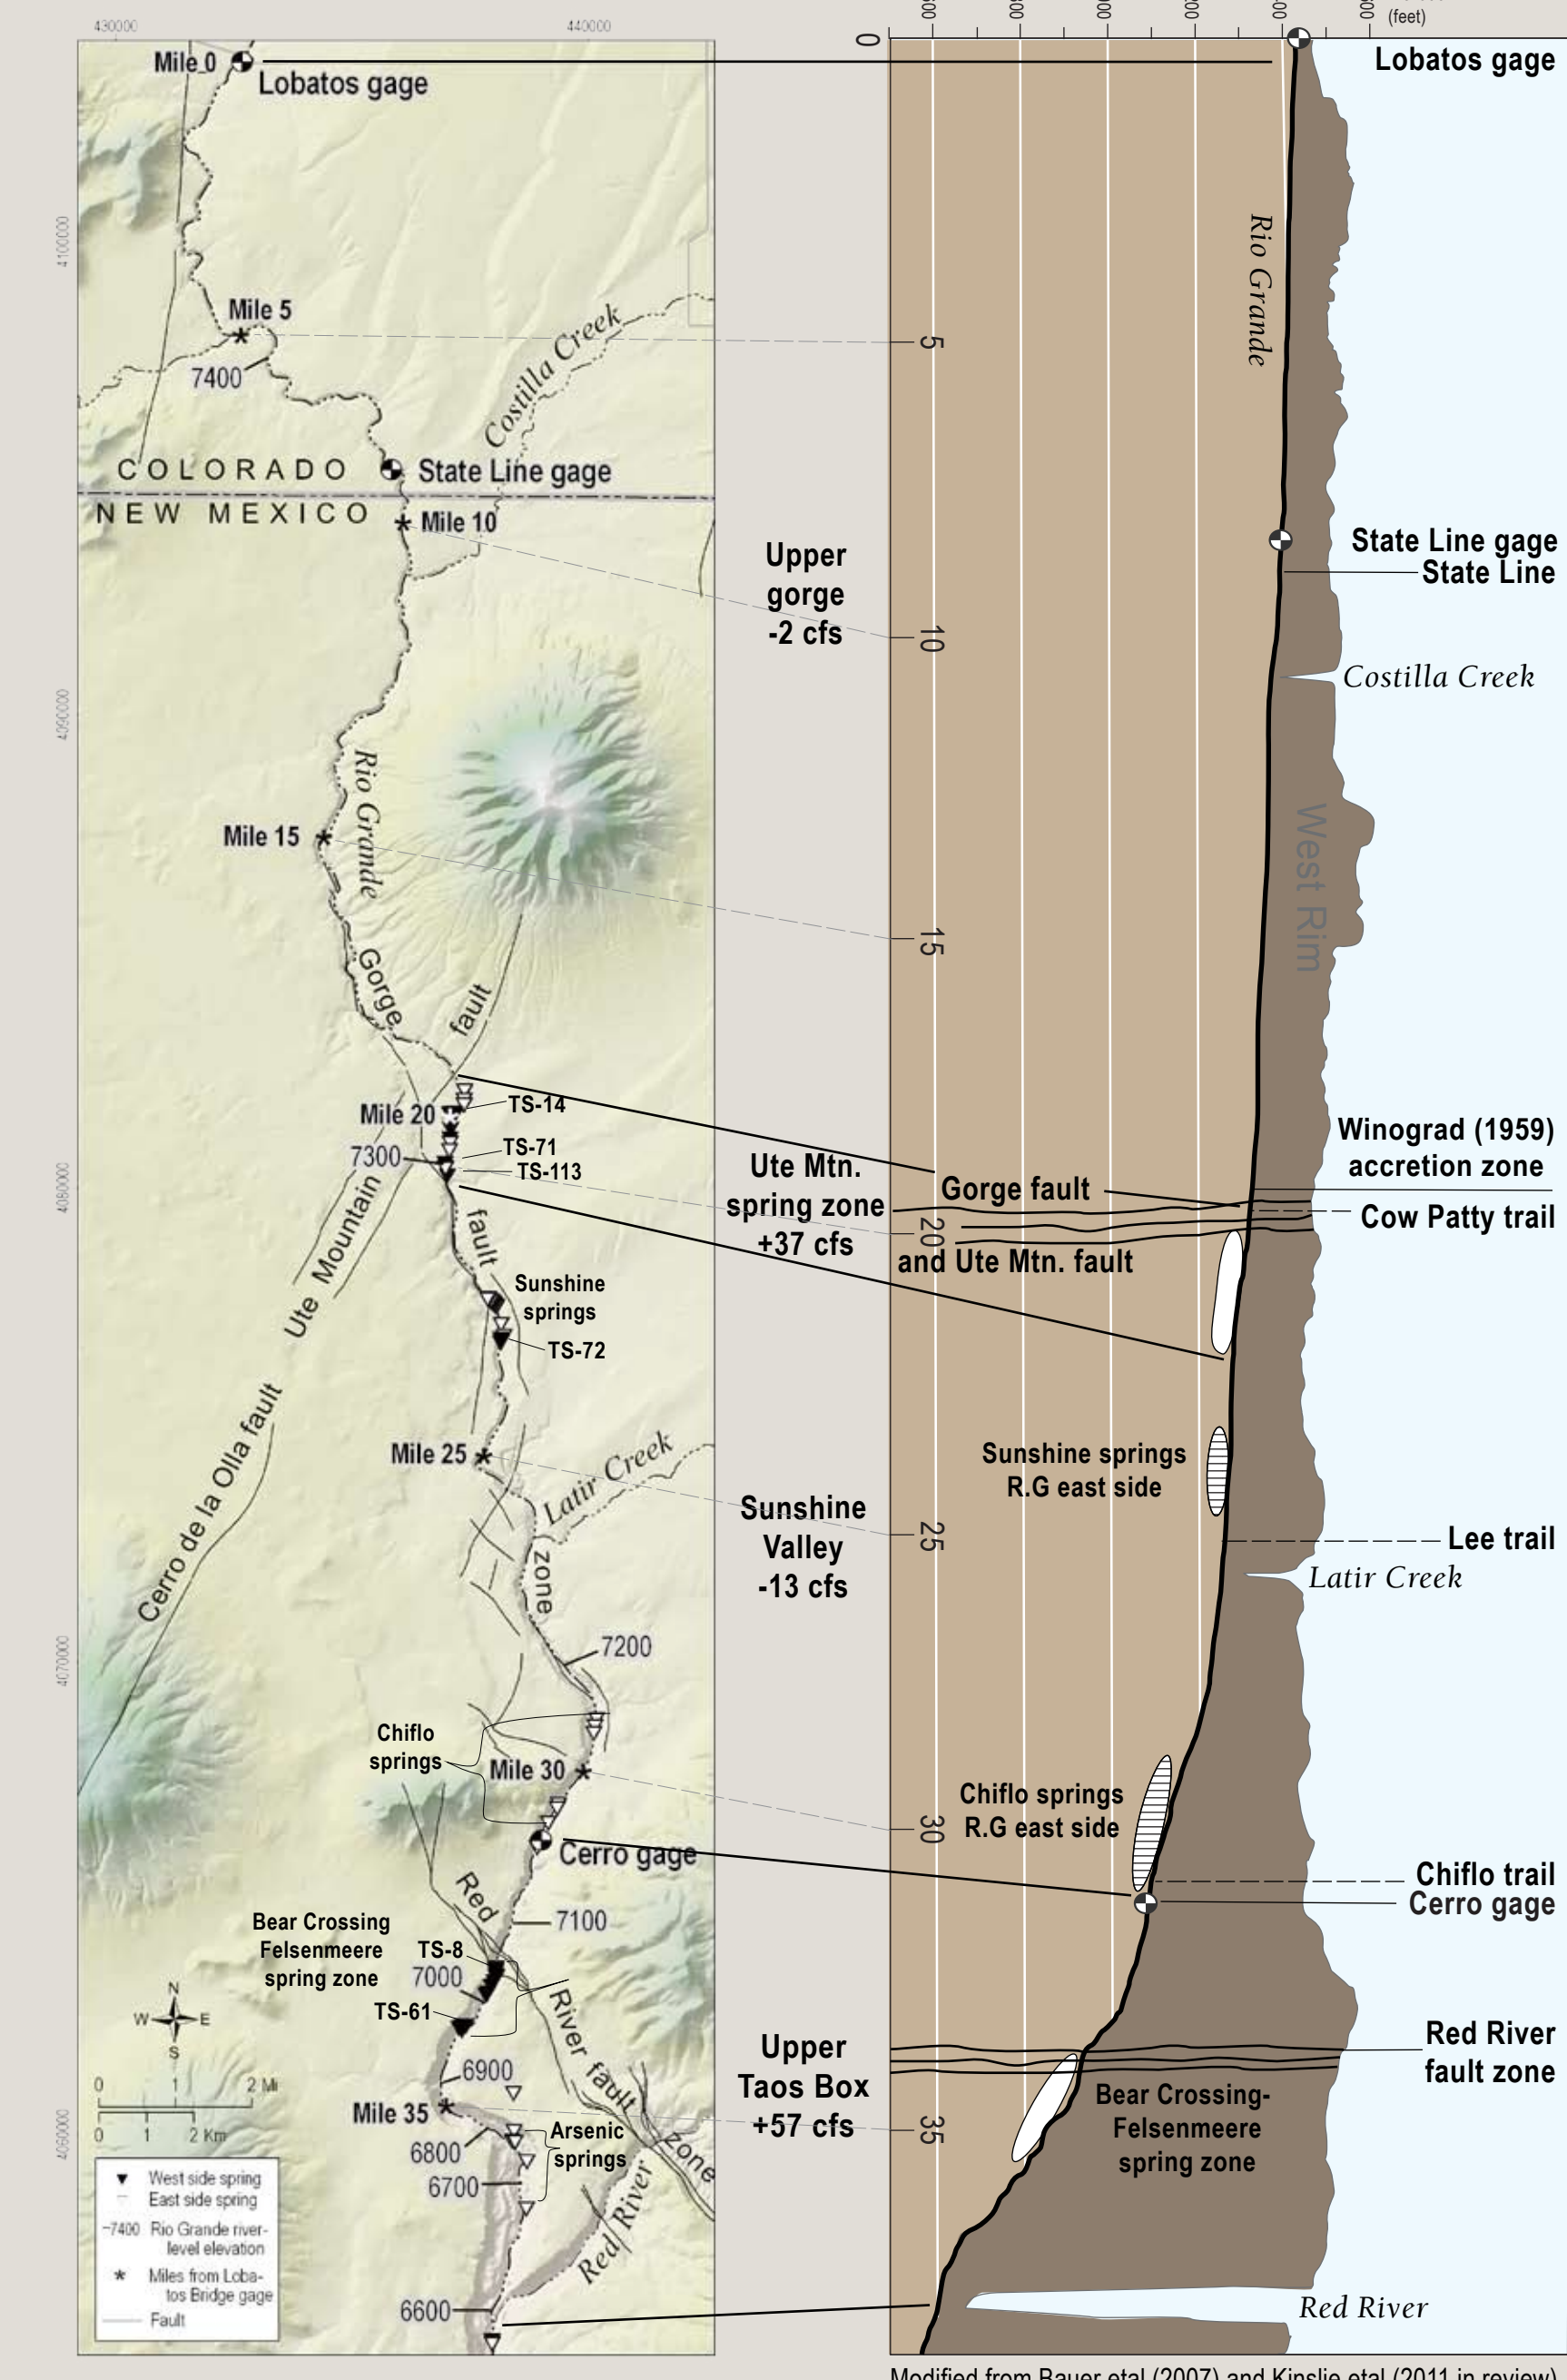 430000
440000
(feet)
0
Mile 0
Lobatos gage
Lobatos gage
4100000
Rio Grande
Mile 5
5
7400
Costilla Creek
COLORADO
State Line gage
NEW MEXICO
Mile 10
Upper
gorge
-2 cfs
10
State Line gage
State Line
Costilla Creek
4090000
Rio Grande
Gorge
Mile 15
15
West Rim
fault
Mile 20
TS-14
7300
TS-71
TS-113
4080000
Ute Mtn.
spring zone
+37 cfs
Gorge fault
20
and Ute Mtn. fault
Winograd (1959)
accretion zone
Cow Patty trail
Ute Mountain
fault
Sunshine
springs
TS-72
Cerro de la Olla fault
Mile 25
Latir Creek
zone
Sunshine springs
R.G east side
Sunshine
Valley
-13 cfs
25
Lee trail
Latir Creek
7200
4070000
Chiflo
springs
Mile 30
Chiflo springs
R.G east side
30
Cerro gage
Chiflo trail
Cerro gage
Red
River fault
zone
7100
Bear Crossing
Felsenmeere
spring zone
TS-8
7000
TS-61
N
W
E
S
6900
0 1 2 Mi
0 1 2 Km
Mile 35
6800
Arsenic
springs
6700
Red River
4060000
Upper
Taos Box
+57 cfs
35
Red River
fault zone
Bear Crossing-
Felsenmeere
spring zone
West side spring
East side spring
7400 Rio Grande river-
level elevation
* Miles from Loba-
tos Bridge gage
Fault
6600
Red River
Modified from Bauer etal (2007) and Kinslie etal (2011 in review)